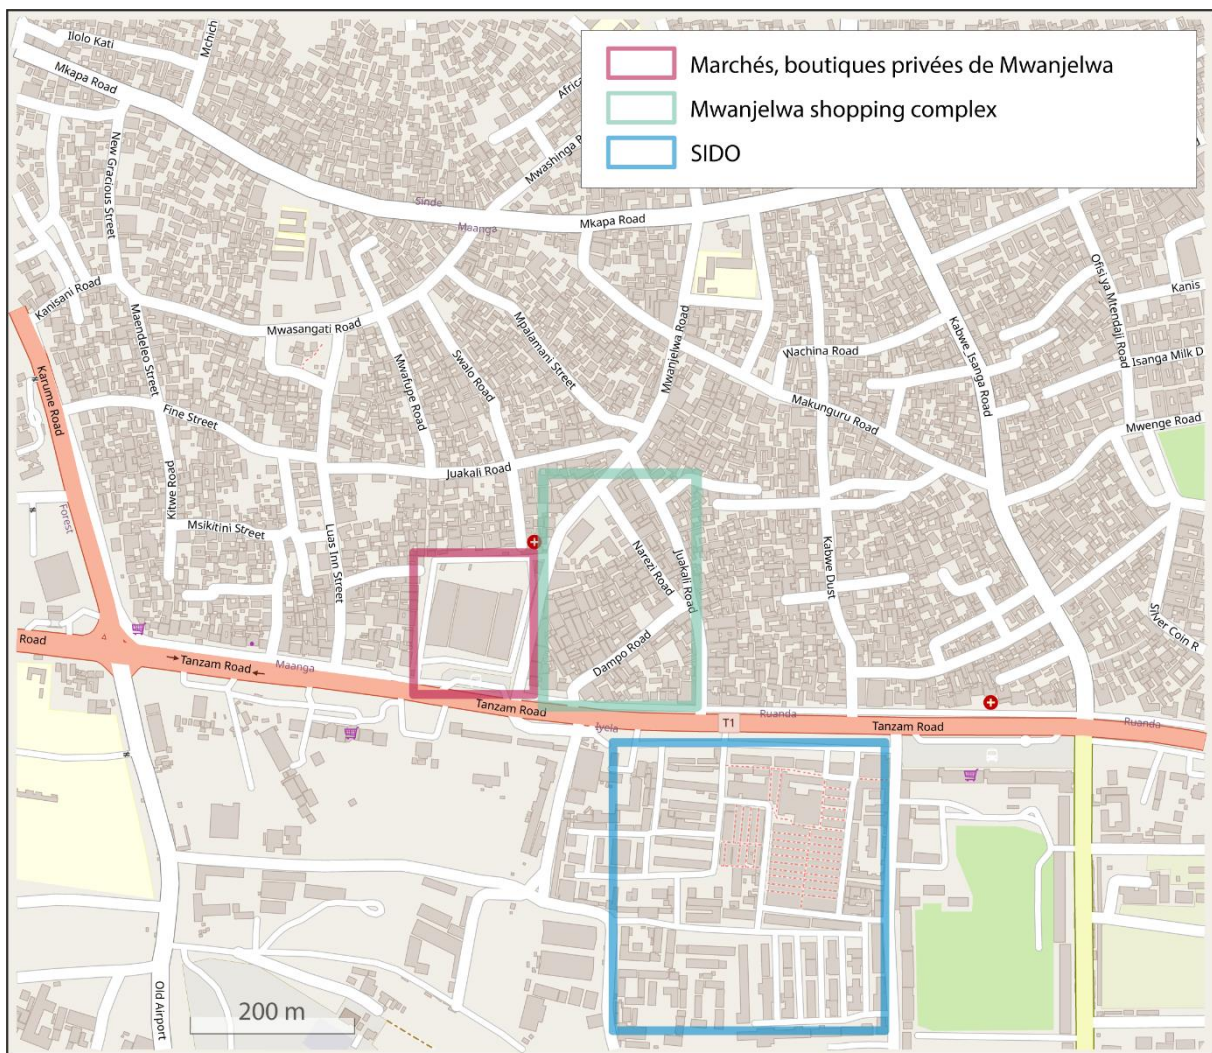 Ilolo Kati
Mchich
Mkapa Road
Africa
Marchés, boutiques privées de Mwanjelwa
Mwanjelwa shopping complex
SIDO
Mwashinga R
New Gracious Street
Sinde
Maanga
Mkapa Road
Kanisani Road
Maendeleo Street
Mwasangati Road
Mpalamani Street
Swalo Road
Mwafupe Road
Mwanjelwa Road
Wachina Road
Kabwe_Isanga Road
Ofisi ya Mtendaji Road
Kanis
Isanga Milk D
Karume Road
Fine Street
Makunguru Road
Mwenge Road
Juakali Road
Kitwe Road
Forest
Msikitini Street
Luas Inn Street
Narezi Road
Juakali Road
Kabwe Dust
Silver Coin R
Dampo Road
Road
Tanzam Road
Maanga
Tanzam Road
Iyela
T1
Ruanda
Tanzam Road
Ruanda
Old Airport
200 m